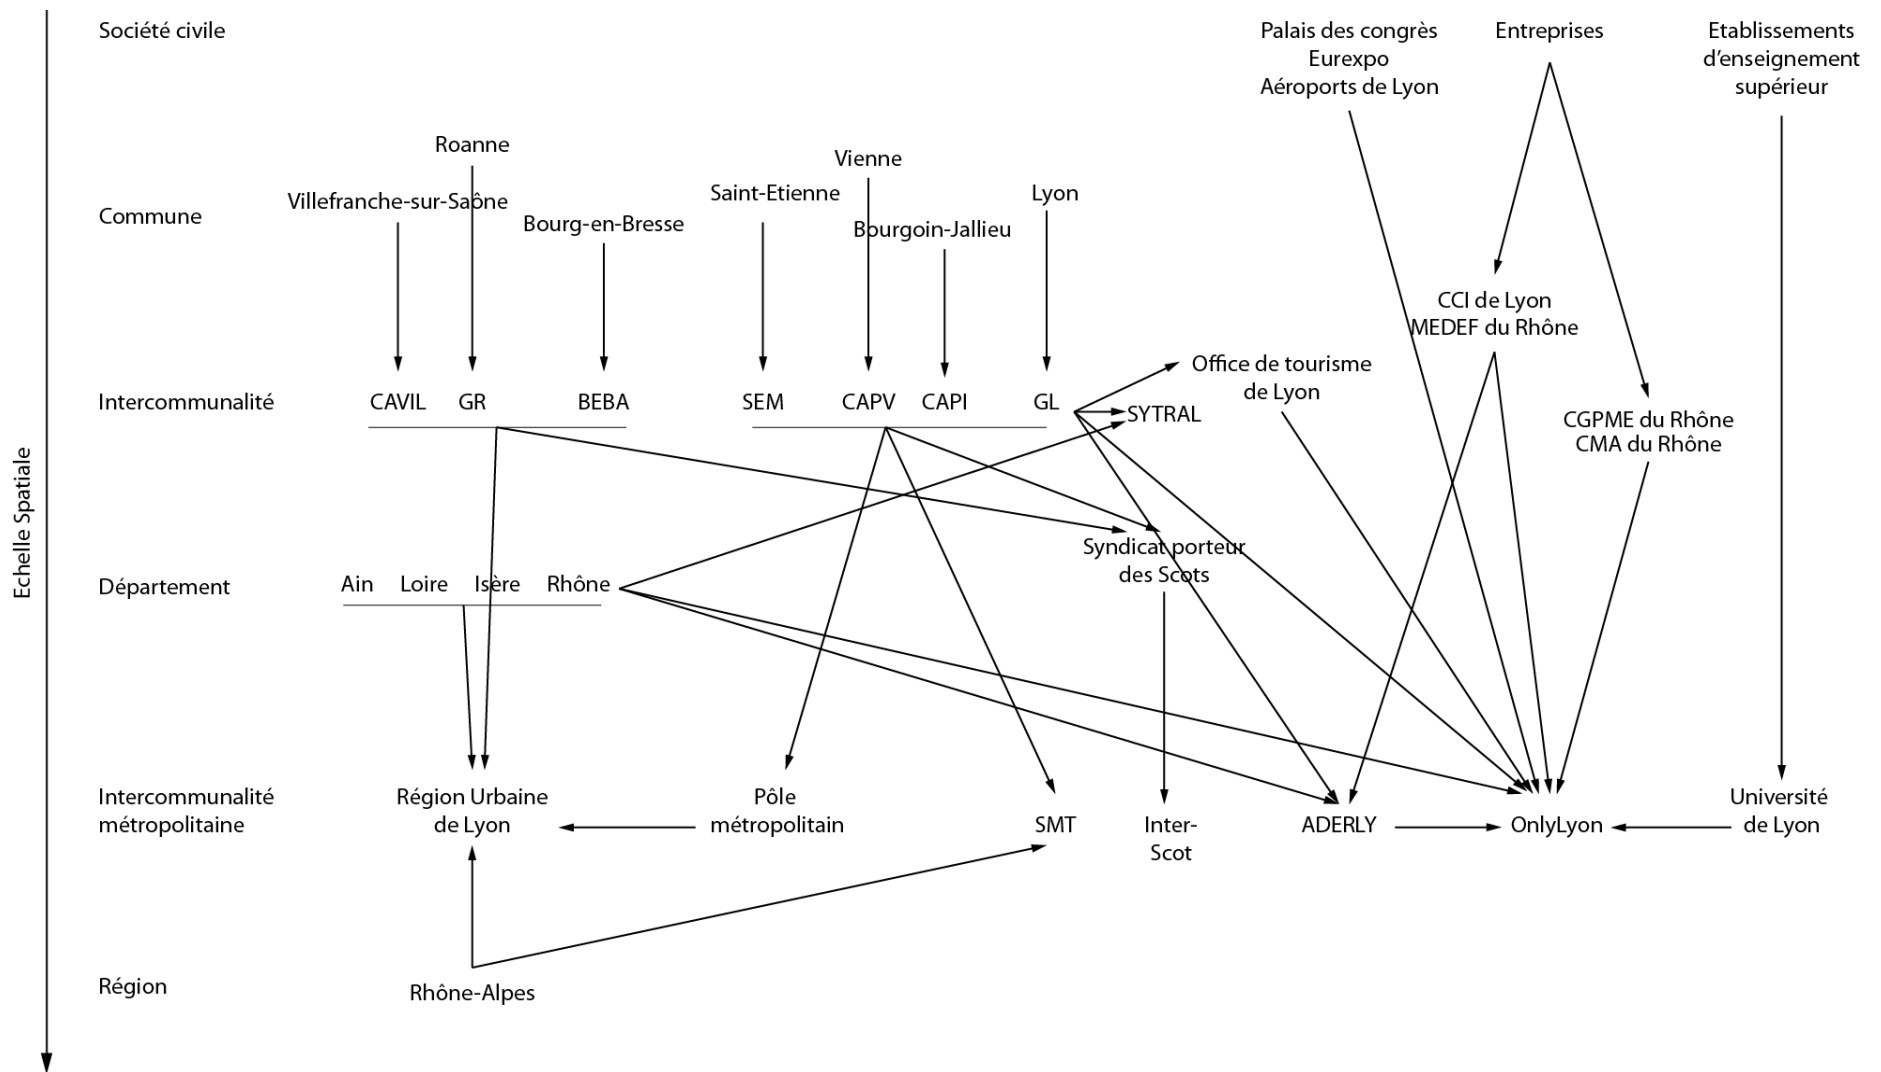 Société civile
Palais des congrès
Eurexpo
Aéroports de Lyon
Entreprises
Etablissements
d'enseignement
supérieur
Commune
Roanne
Villefranche-sur-Saône
Bourg-en-Bresse
Saint-Etienne
Vienne
Bourgoin-Jallieu
Lyon
CCI de Lyon
MEDEF du Rhône
Intercommunalité
CAVIL
GR
BEBA
SEM
CAPV
CAPI
GL
Office de tourisme
de Lyon
SYTRAL
CGPME du Rhône
CMA du Rhône
Echelle Spatiale
Département
Ain
Loire
Isère
Rhône
Syndicat porteur
des Scots
Intercommunalité
métropolitaine
Région Urbaine
de Lyon
Pôle
métropolitain
SMT
Inter-
Scot
ADERLY
OnlyLyon
Université
de Lyon
Région
Rhône-Alpes